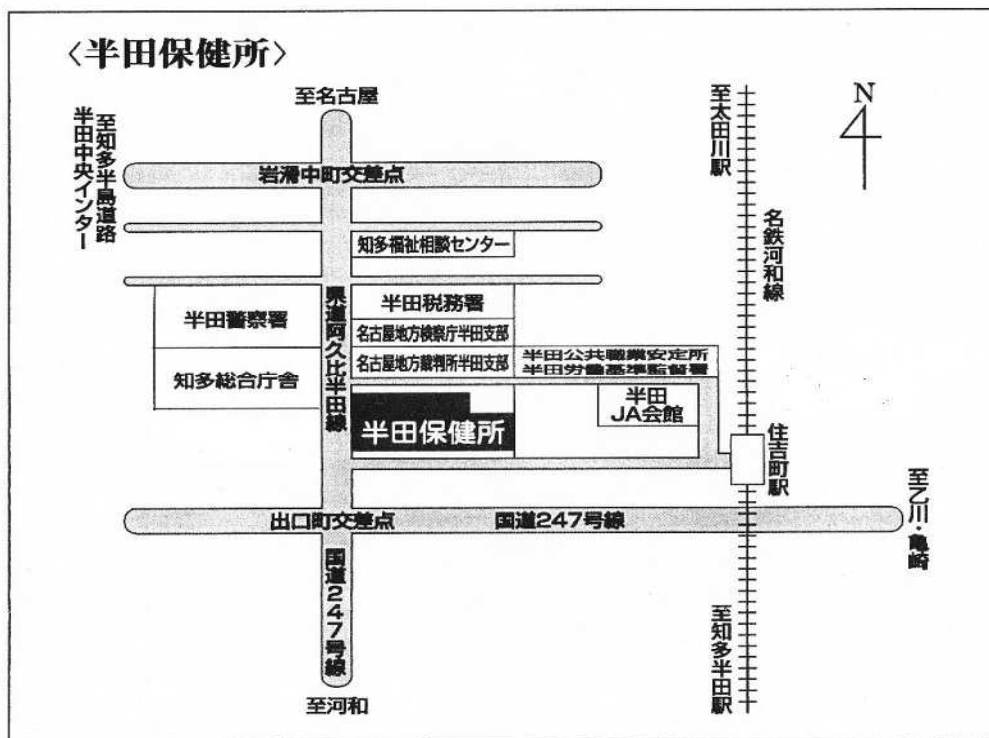 〈半田保健所〉
至名古屋
至知多半島道路
半田中央インター
至太田川駅
N
岩滑中町交差点
名鉄河和線
知多福祉相談センター
県道阿久比半田線
半田警察署
半田税務署
名古屋地方検察庁半田支部
知多総合庁舎
名古屋地方裁判所半田支部
半田公共職業安定所
半田労働基準監督署
半田
JA会館
半田保健所
住吉町駅
至乙川・亀崎
出口町交差点
国道247号線
国道247号線
至知多半田駅
至河和